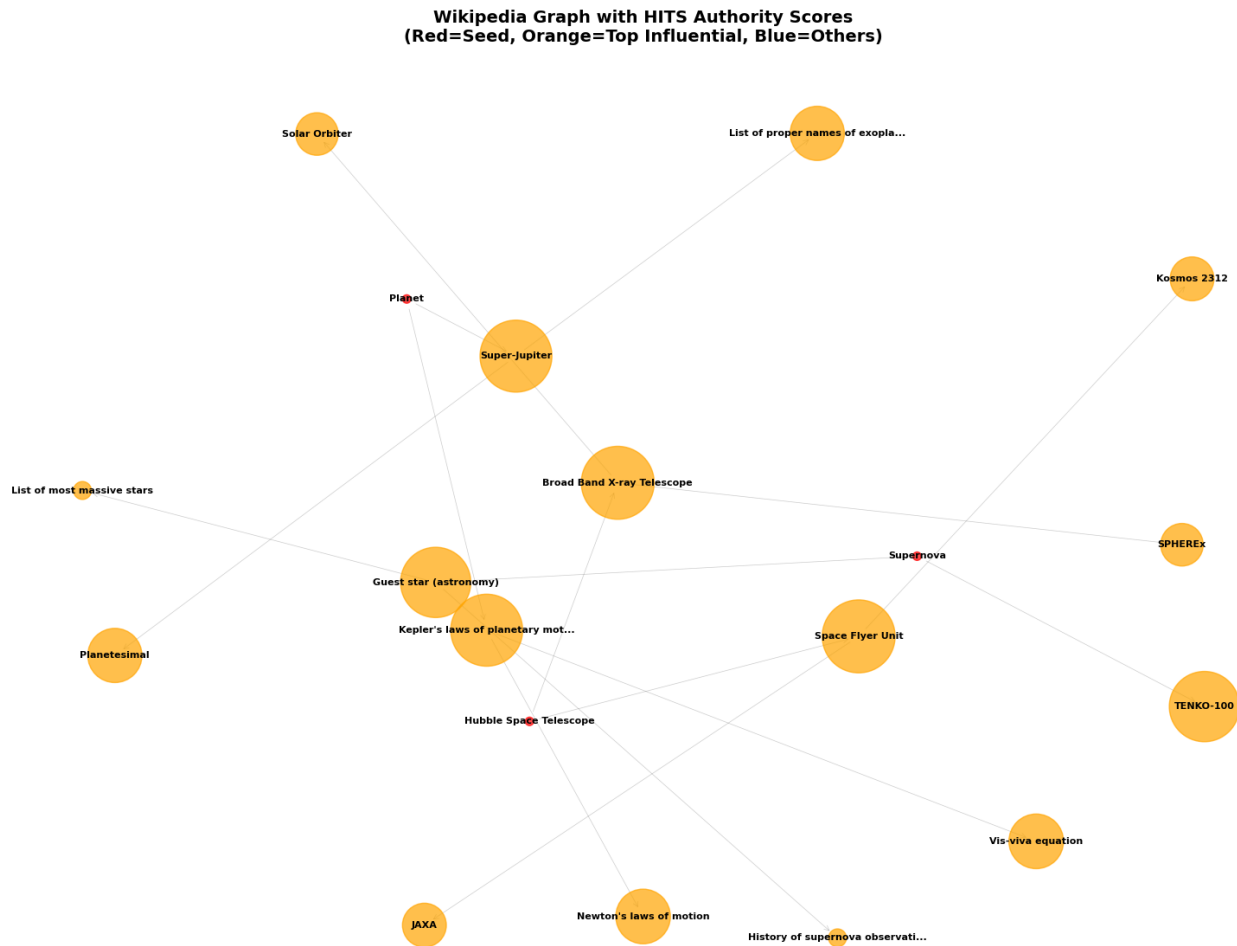 Wikipedia Graph with HITS Authority Scores
(Red=Seed, Orange=Top Influential, Blue=Others)
Solar Orbiter
List of proper names of exopla...
Kosmos 2312
Planet
Super-Jupiter
Broad Band X-ray Telescope
List of most massive stars
SPHEREx
Supernova
Guest star (astronomy)
Kepler's laws of planetary mot...
Space Flyer Unit
Planetesimal
TENKO-100
Hubble Space Telescope
Vis-viva equation
Newton's laws of motion
JAXA
History of supernova observati...